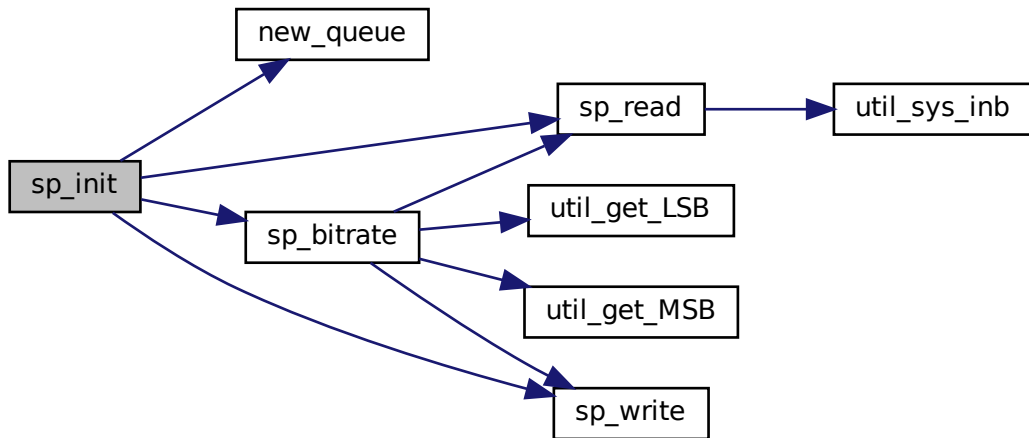 new_queue
sp_read
util_sys_inb
sp_init
util_get_LSB
sp_bitrate
util_get_MSB
sp_write